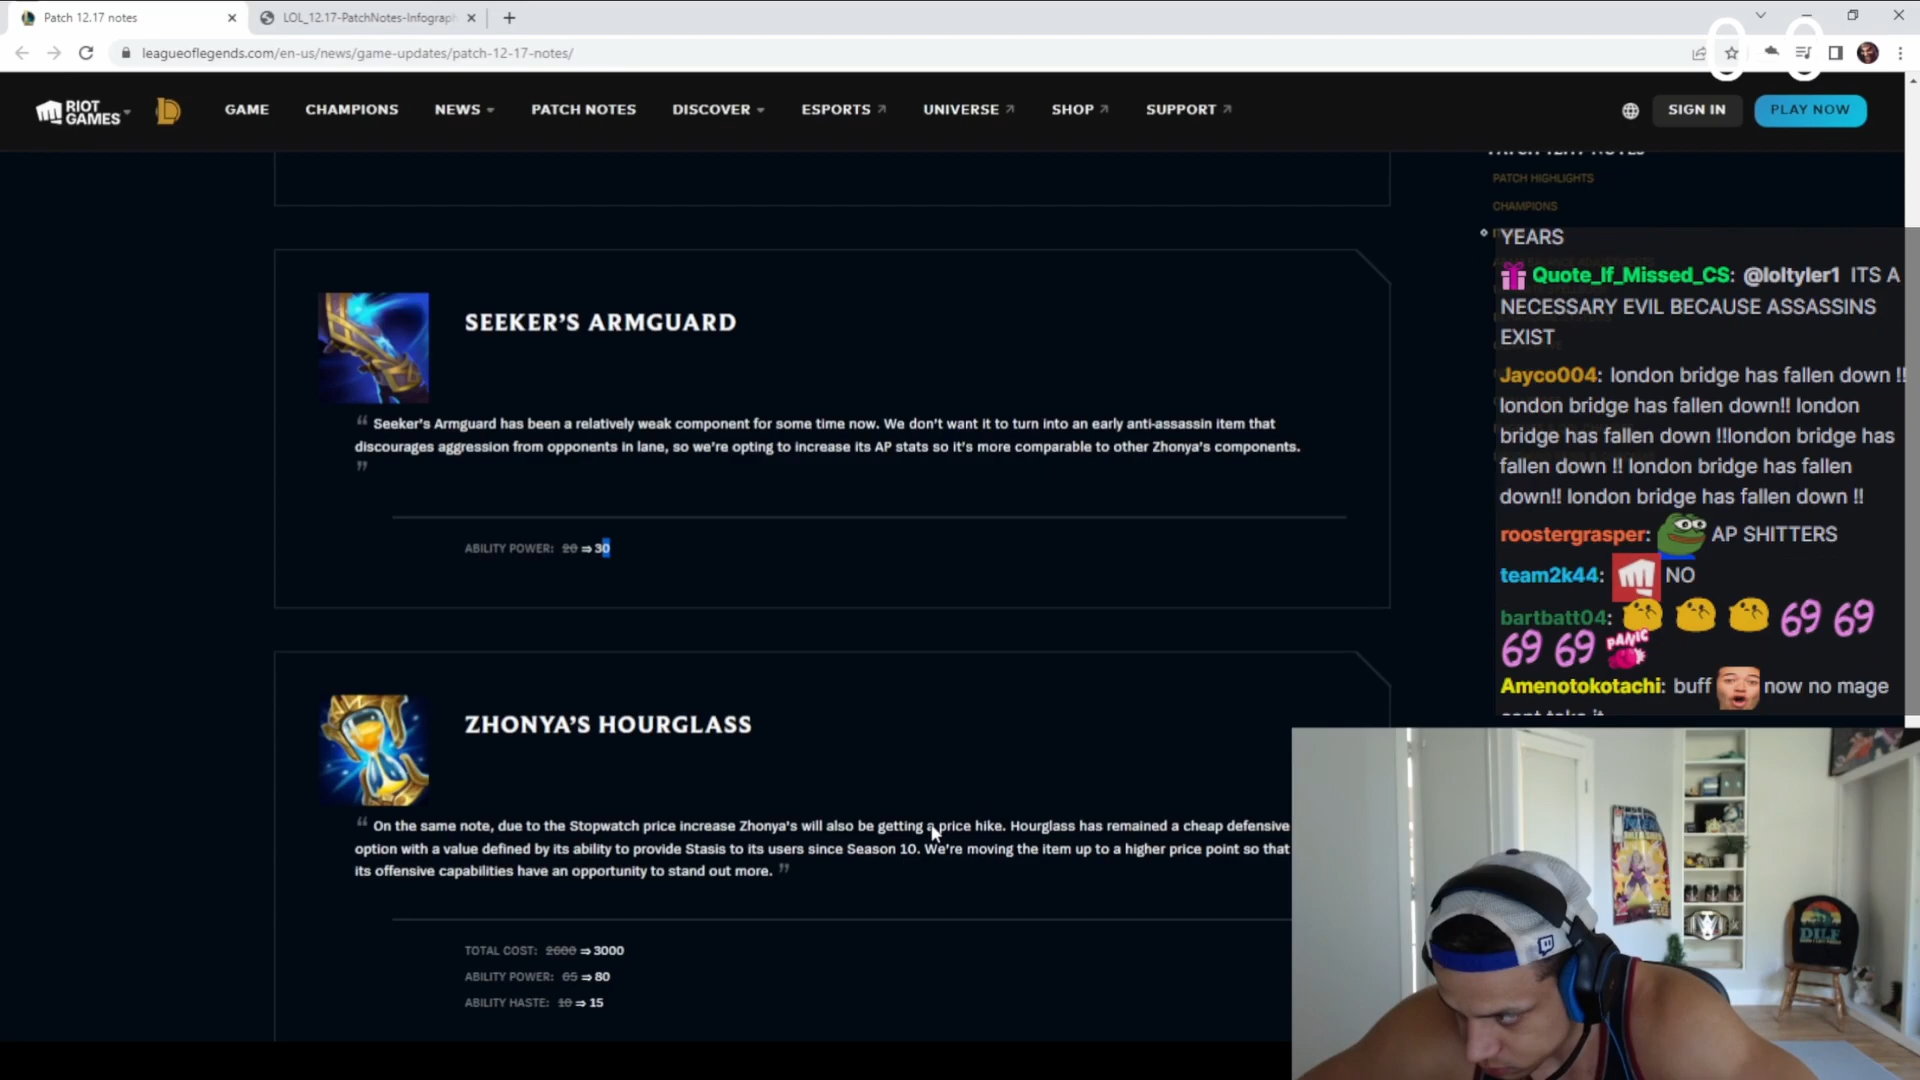 Patch 12.17 notes
LOL_12.17-PatchNotes-Infograph
leagueoflegends.com/en-us/news/game-updates/patch-12-17-notes/
RIOT GAMES
GAME
CHAMPIONS
NEWS
PATCH NOTES
DISCOVER
ESPORTS
UNIVERSE
SHOP
SUPPORT
SIGN IN
PLAY NOW
PATCH 12.17 NOTES
PATCH HIGHLIGHTS
CHAMPIONS
SEEKER'S ARMGUARD
“ Seeker's Armguard has been a relatively weak component for some time now. We don't want it to turn into an early anti-assassin item that
discourages aggression from opponents in lane, so we're opting to increase its AP stats so it's more comparable to other Zhonya's components.
”
ABILITY POWER: 20 ⇒ 30
ZHONYA'S HOURGLASS
“ On the same note, due to the Stopwatch price increase Zhonya's will also be getting a price hike. Hourglass has remained a cheap defensive
option with a value defined by its ability to provide Stasis to its users since Season 10. We're moving the item up to a higher price point so that
its offensive capabilities have an opportunity to stand out more. ”
TOTAL COST: 2600 ⇒ 3000
ABILITY POWER: 65 ⇒ 80
ABILITY HASTE: 10 ⇒ 15
YEARS
Quote_If_Missed_CS: @loltyler1 ITS A
NECESSARY EVIL BECAUSE ASSASSINS
EXIST
Jayco004: london bridge has fallen down !!
london bridge has fallen down!! london
bridge has fallen down !!london bridge has
fallen down !! london bridge has fallen
down!! london bridge has fallen down !!
roostergrasper: AP SHITTERS
team2k44: NO
bartbatt04: 69 69
69 69 PANIC
Amenotokotachi: buff now no mage
cant take it
DILF